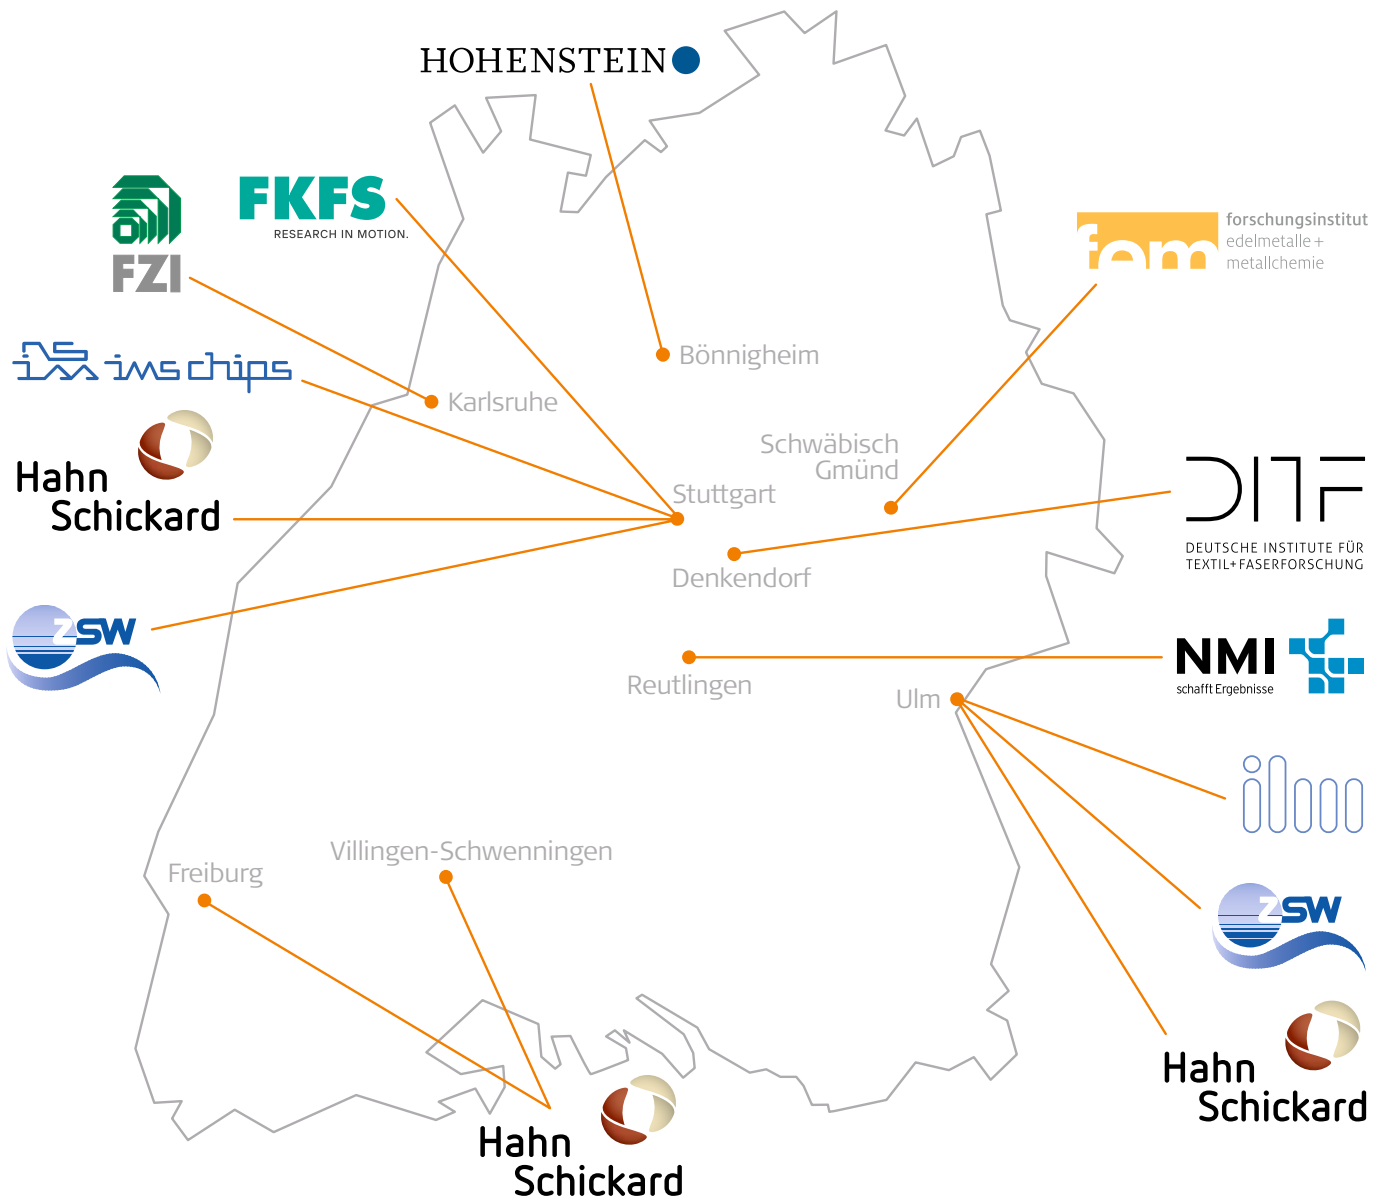 HOHENSTEIN
FKFS
RESEARCH IN MOTION.
FZI
fem
forschungsinstitut
edelmetalle +
metallchemie
ims chips
Bönnigheim
Karlsruhe
Hahn
Schickard
Schwäbisch
Gmünd
Stuttgart
DITF
DEUTSCHE INSTITUTE FÜR
TEXTIL+FASERFORSCHUNG
Denkendorf
ZSW
NMI
schafft Ergebnisse
Reutlingen
Ulm
ilm
Villingen-Schwenningen
Freiburg
ZSW
Hahn
Schickard
Hahn
Schickard